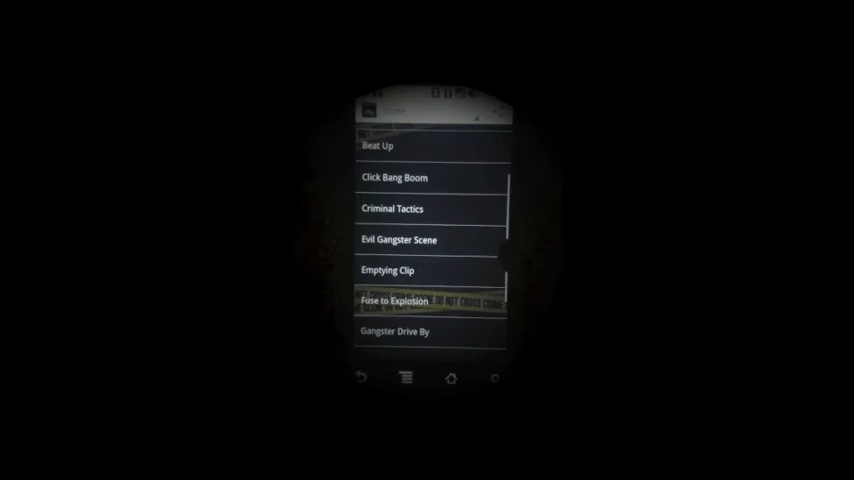 Crime
Beat Up
Click Bang Boom
Criminal Tactics
Evil Gangster Scene
Emptying Clip
Fuse to Explosion
DO NOT CROSS CRIME
Gangster Drive By